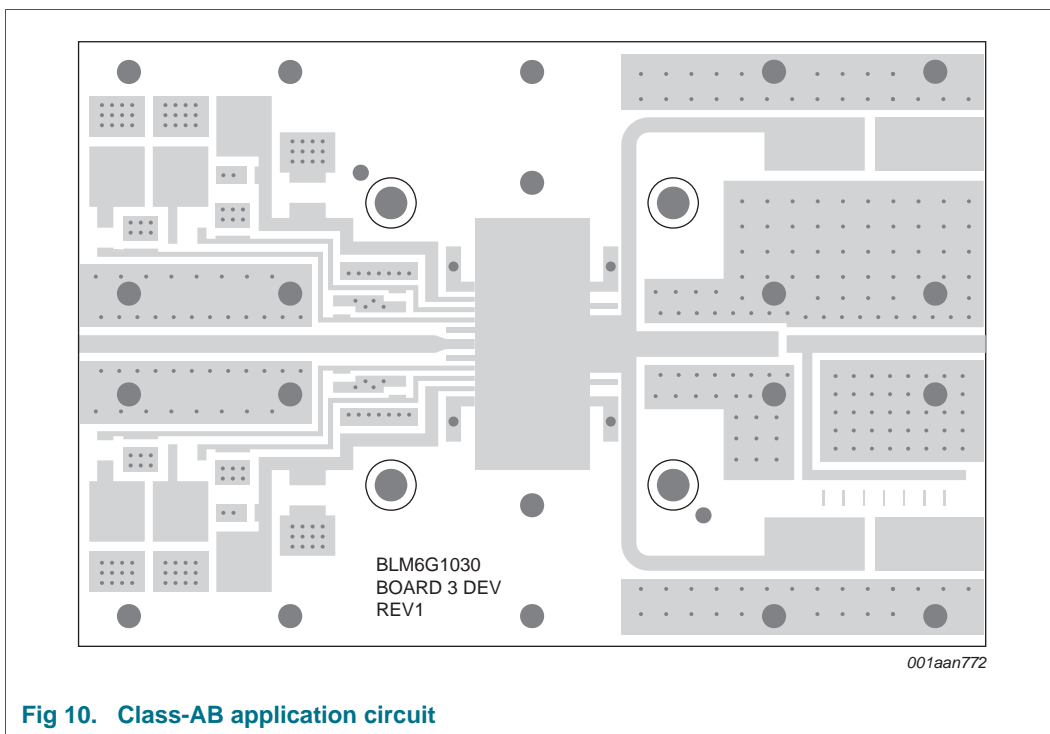 BLM6G1030
BOARD 3 DEV
REV1
001aan772
Fig 10. Class-AB application circuit